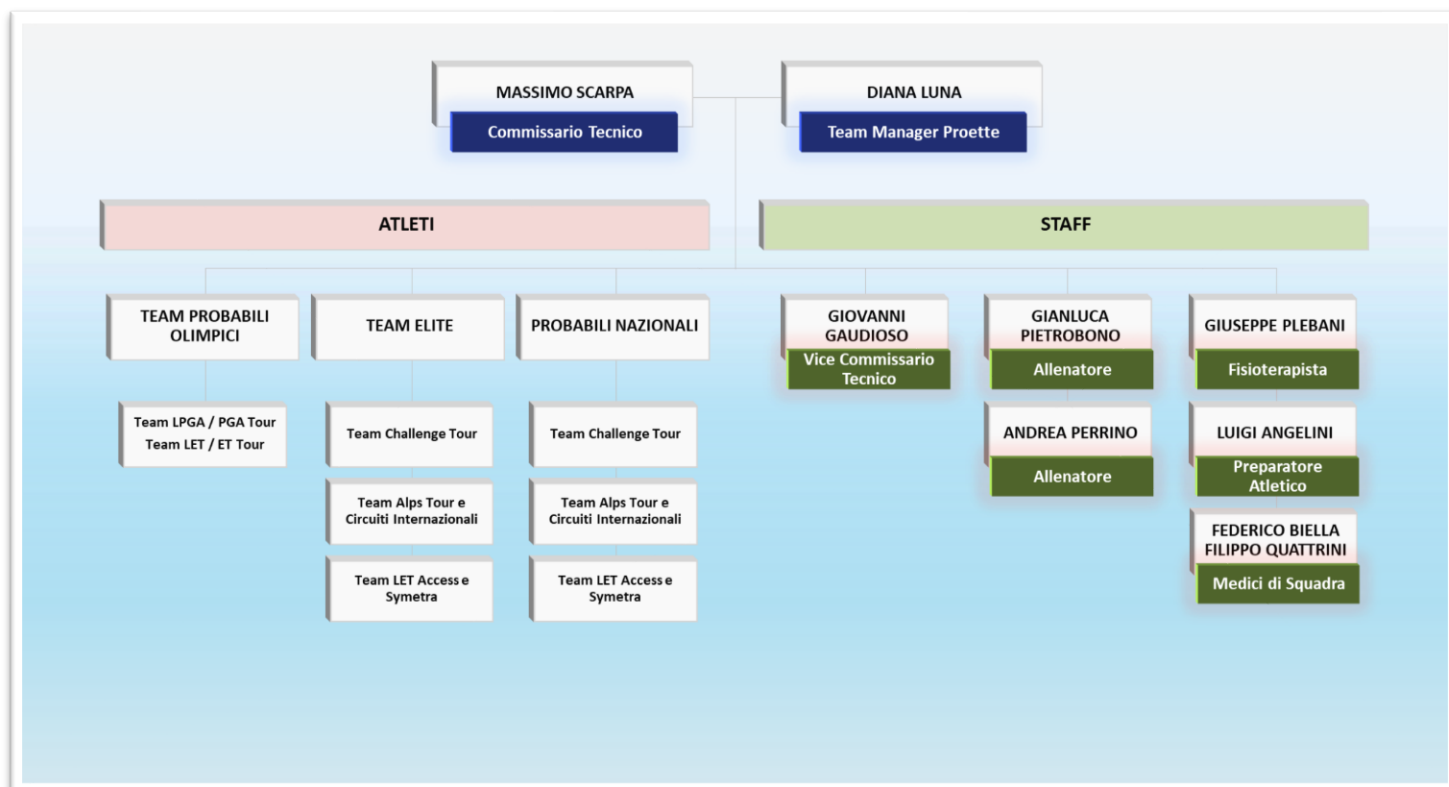 MASSIMO SCARPA
Commissario Tecnico
DIANA LUNA
Team Manager Proette
ATLETI
STAFF
TEAM PROBABILI
OLIMPICI
Team LPGA / PGA Tour
Team LET / ET Tour
TEAM ELITE
Team Challenge Tour
Team Alps Tour e
Circuiti Internazionali
Team LET Access e
Symetra
PROBABILI NAZIONALI
Team Challenge Tour
Team Alps Tour e
Circuiti Internazionali
Team LET Access e
Symetra
GIOVANNI
GAUDIOSO
Vice Commissario
Tecnico
GIANLUCA
PIETROBONO
Allenatore
ANDREA PERRINO
Allenatore
GIUSEPPE PLEBANI
Fisioterapista
LUIGI ANGELINI
Preparatore
Atletico
FEDERICO BIELLA
FILIPPO QUATTRINI
Medici di Squadra